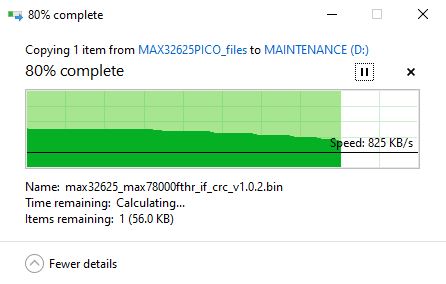 80% complete
Copying 1 item from MAX32625PICO_files to MAINTENANCE (D:)
80% complete
Speed: 825 KB/s
Name: max32625_max78000fthr_if_crc_v1.0.2.bin
Time remaining: Calculating...
Items remaining: 1 (56.0 KB)
Fewer details